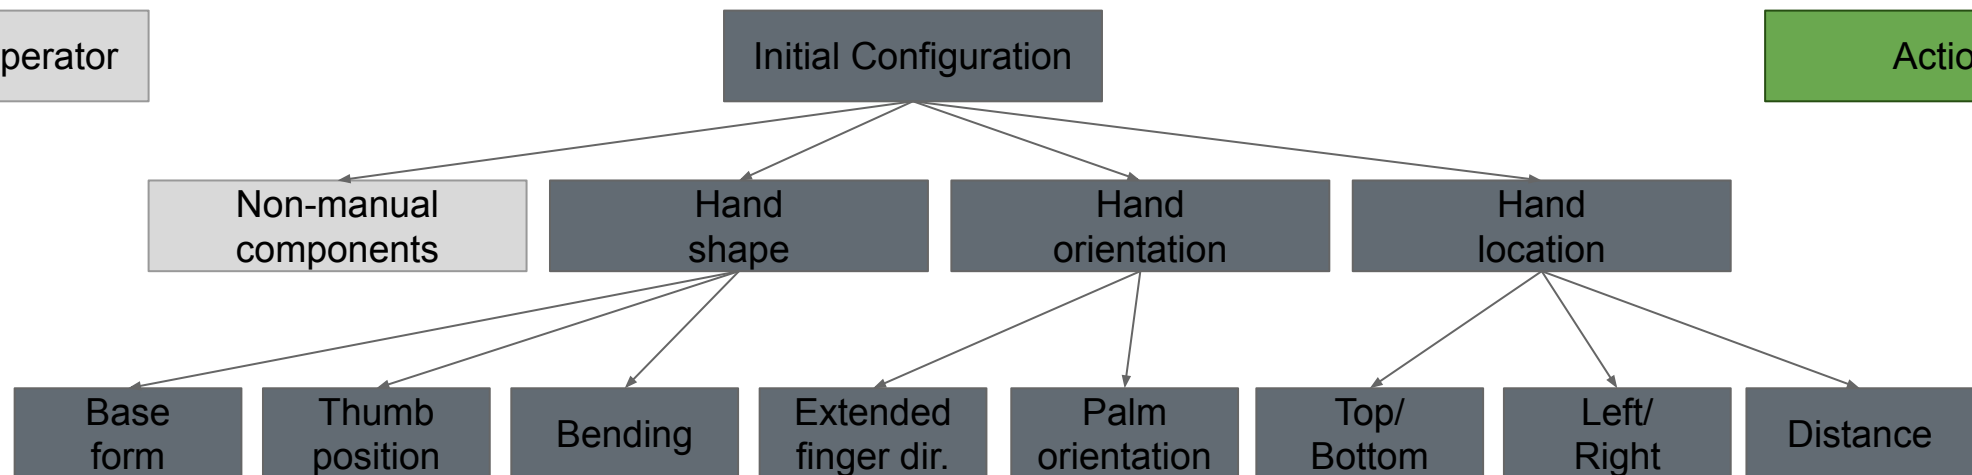 perator
Initial Configuration
Actio
Non-manual
components
Hand
shape
Hand
orientation
Hand
location
Base
form
Thumb
position
Bending
Extended
finger dir.
Palm
orientation
Top/
Bottom
Left/
Right
Distance